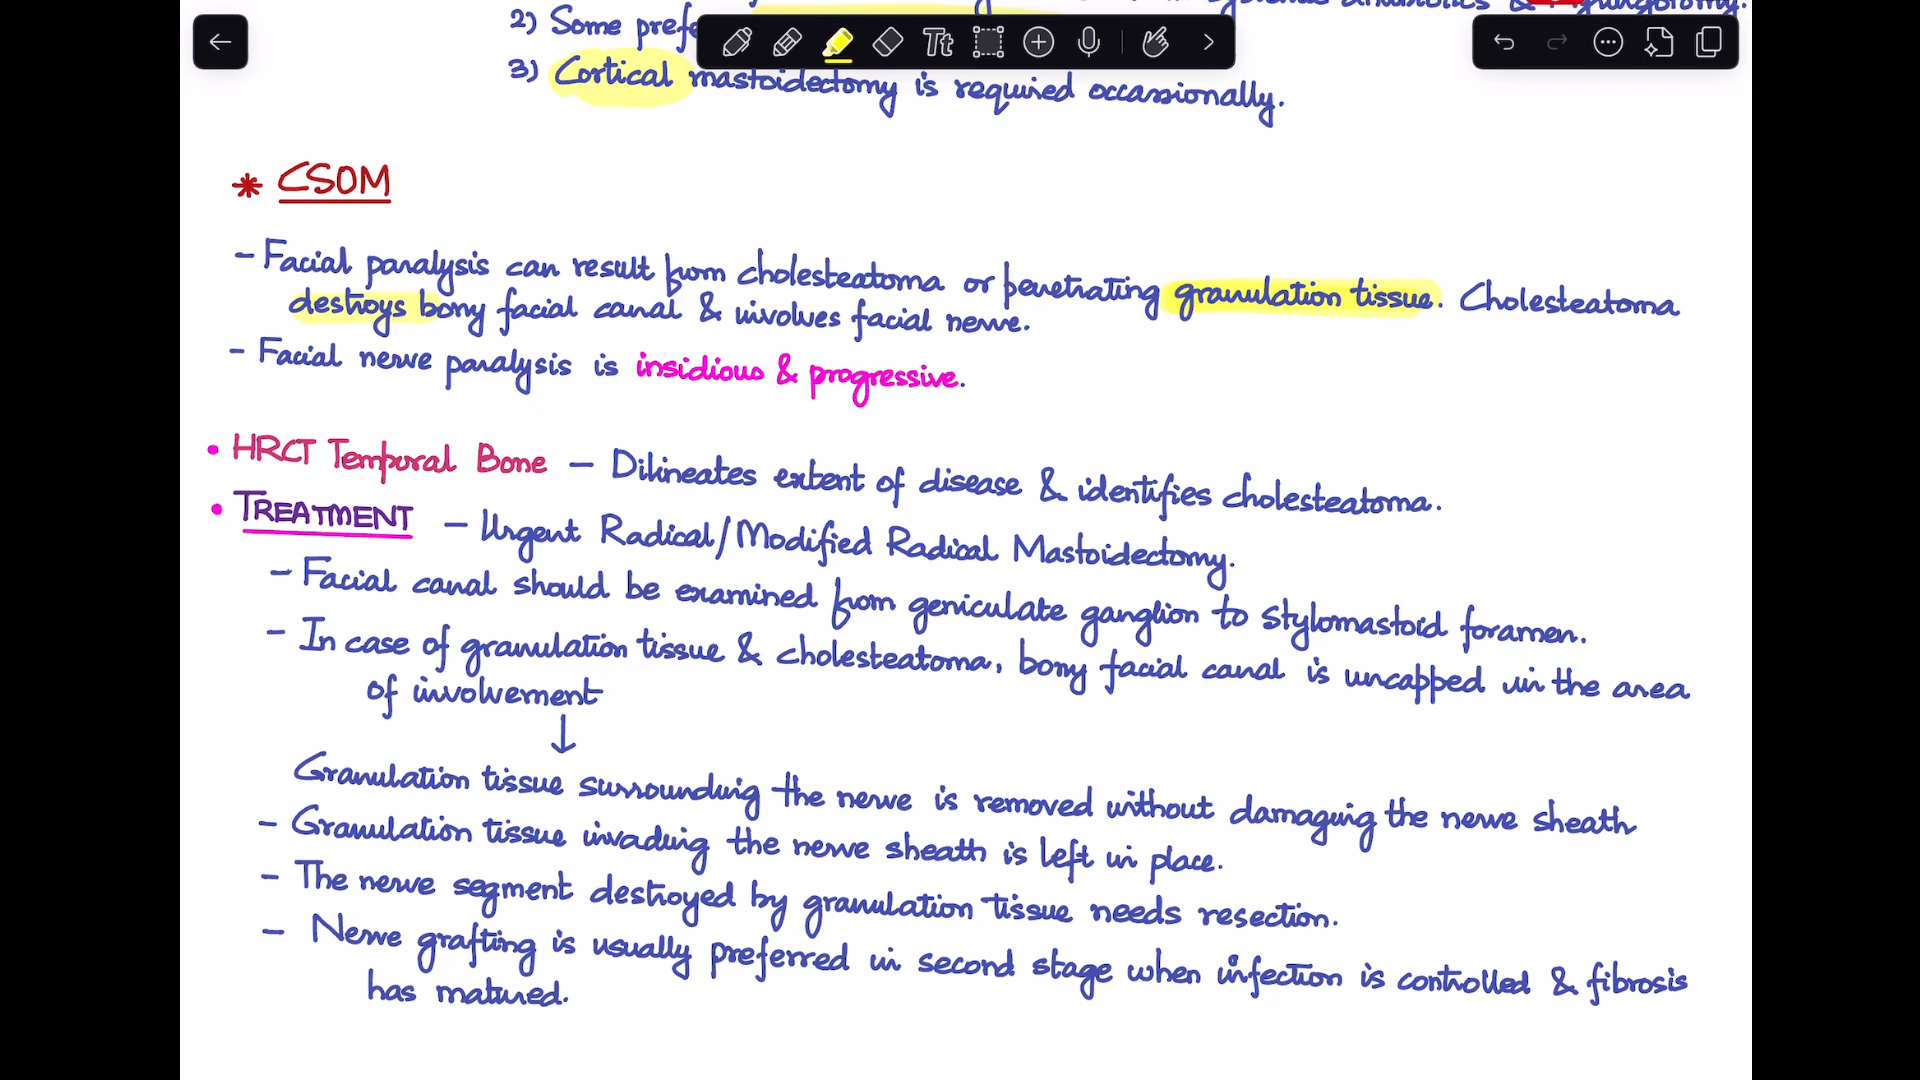 2) Some prefe
3) Cortical mastoidectomy is required occassionally.
Tt
* CSOM
- Facial paralysis can result from cholesteatoma or penetrating granulation tissue. Cholesteatoma
destroys bony facial canal & involves facial nerve.
- Facial nerve paralysis is insidious & progressive.
• HRCT Temporal Bone - Dilineates extent of disease & identifies cholesteatoma.
• TREATMENT - Urgent Radical/Modified Radical Mastoidectomy.
- Facial canal should be examined from geniculate ganglion to stylomastoid foramen.
- In case of granulation tissue & cholesteatoma, bony facial canal is uncapped in the area
of involvement
↓
Granulation tissue surrounding the nerve is removed without damaging the nerve sheath
- Granulation tissue invading the nerve sheath is left in place.
- The nerve segment destroyed by granulation tissue needs resection.
- Nerve grafting is usually preferred in second stage when infection is controlled & fibrosis
has matured.